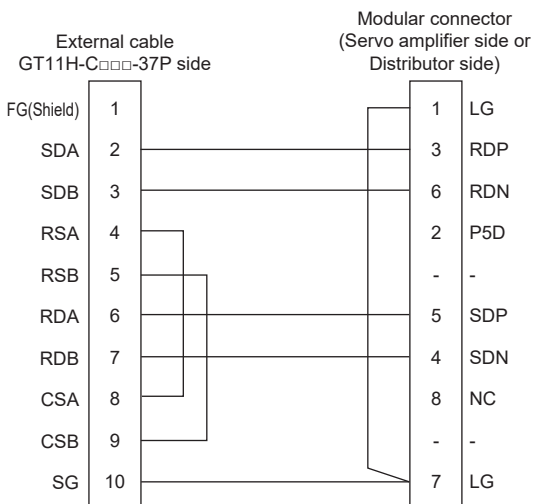 External cable
GT11H-C□□□-37P side
Modular connector
(Servo amplifier side or
Distributor side)
FG(Shield) 1 1 LG
SDA 2 3 RDP
SDB 3 6 RDN
RSA 4 2 P5D
RSB 5 - -
RDA 6 5 SDP
RDB 7 4 SDN
CSA 8 8 NC
CSB 9 - -
SG 10 7 LG